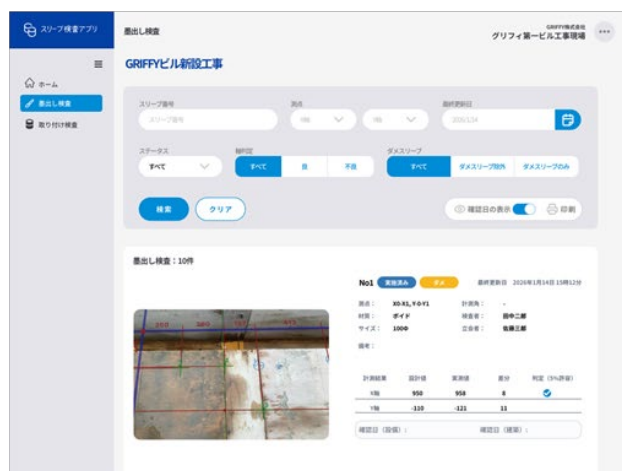 スリーブ検査アプリ
墨出し検査
GRIFFY株式会社
グリフィ第一ビル工事現場
ホーム
墨出し検査
取り付け検査
GRIFFYビル新設工事
スリーブ番号
測点
最終更新日
スリーブ番号
ステータス
軸判定
ダメスリーブ
すべて
すべて
良
不良
すべて
ダメスリーブ除外
ダメスリーブのみ
検索
クリア
確認日の表示
印刷
墨出し検査：10件
No1
実施済み
ダメ
最終更新日 2026年1月14日 15時12分
測点：
X0-X1, Y-0-Y1
計測角：
-
材質：
ボイド
検査者：
田中二郎
サイズ：
100Φ
立会者：
佐藤三郎
備考：
計測結果
設計値
実測値
差分
判定（5%許容）
X軸
950
958
8
Y軸
-110
-121
11
確認日（設備）：
確認日（建築）：